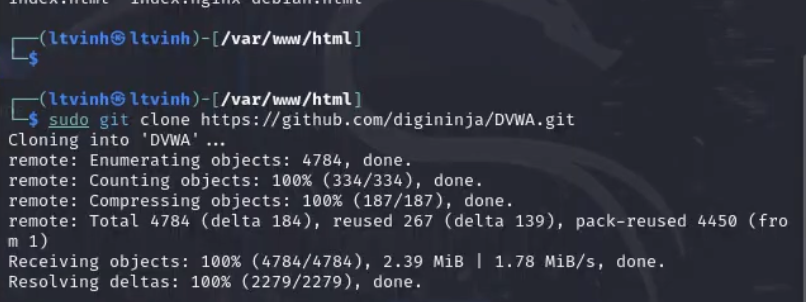 index.html  index.nginx-debian.html
┌──(ltvinh㉿ltvinh)-[/var/www/html]
└─$
┌──(ltvinh㉿ltvinh)-[/var/www/html]
└─$ sudo git clone https://github.com/digininja/DVWA.git
Cloning into 'DVWA'...
remote: Enumerating objects: 4784, done.
remote: Counting objects: 100% (334/334), done.
remote: Compressing objects: 100% (187/187), done.
remote: Total 4784 (delta 184), reused 267 (delta 139), pack-reused 4450 (fro
m 1)
Receiving objects: 100% (4784/4784), 2.39 MiB | 1.78 MiB/s, done.
Resolving deltas: 100% (2279/2279), done.